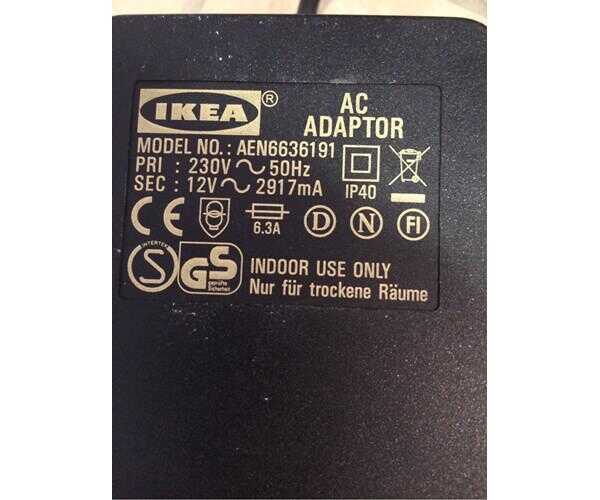 IKEA®
AC
ADAPTOR
MODEL NO.: AEN6636191
PRI : 230V ~ 50Hz
SEC : 12V ~ 2917mA
IP40
CE
6.3A
D N FI
INTERTEK
S
GS
geprüfte
Sicherheit
INDOOR USE ONLY
Nur für trockene Räume